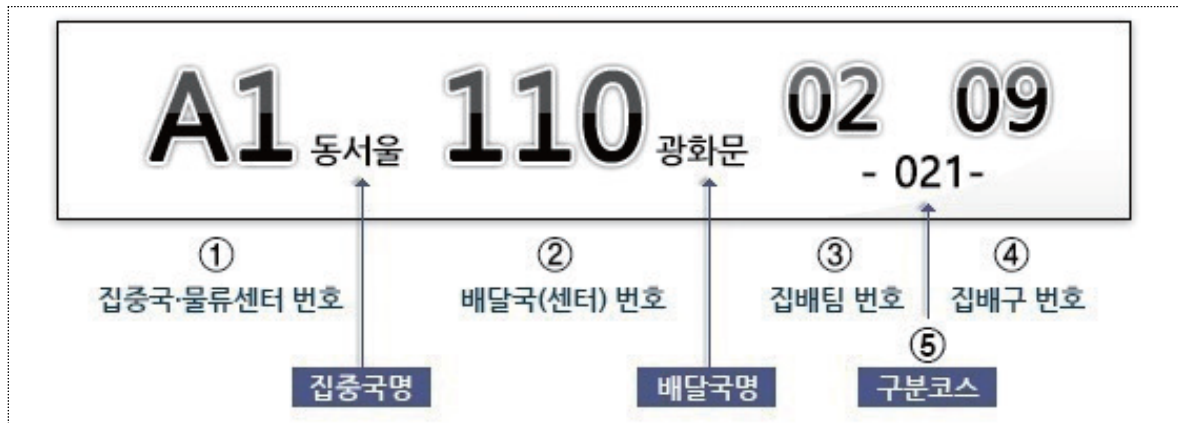 A1 동서울 110 광화문 02 09
- 021-
① ② ③ ④
집중국·물류센터 번호 배달국(센터) 번호 집배팀 번호 집배구 번호
⑤
집중국명 배달국명 구분코스